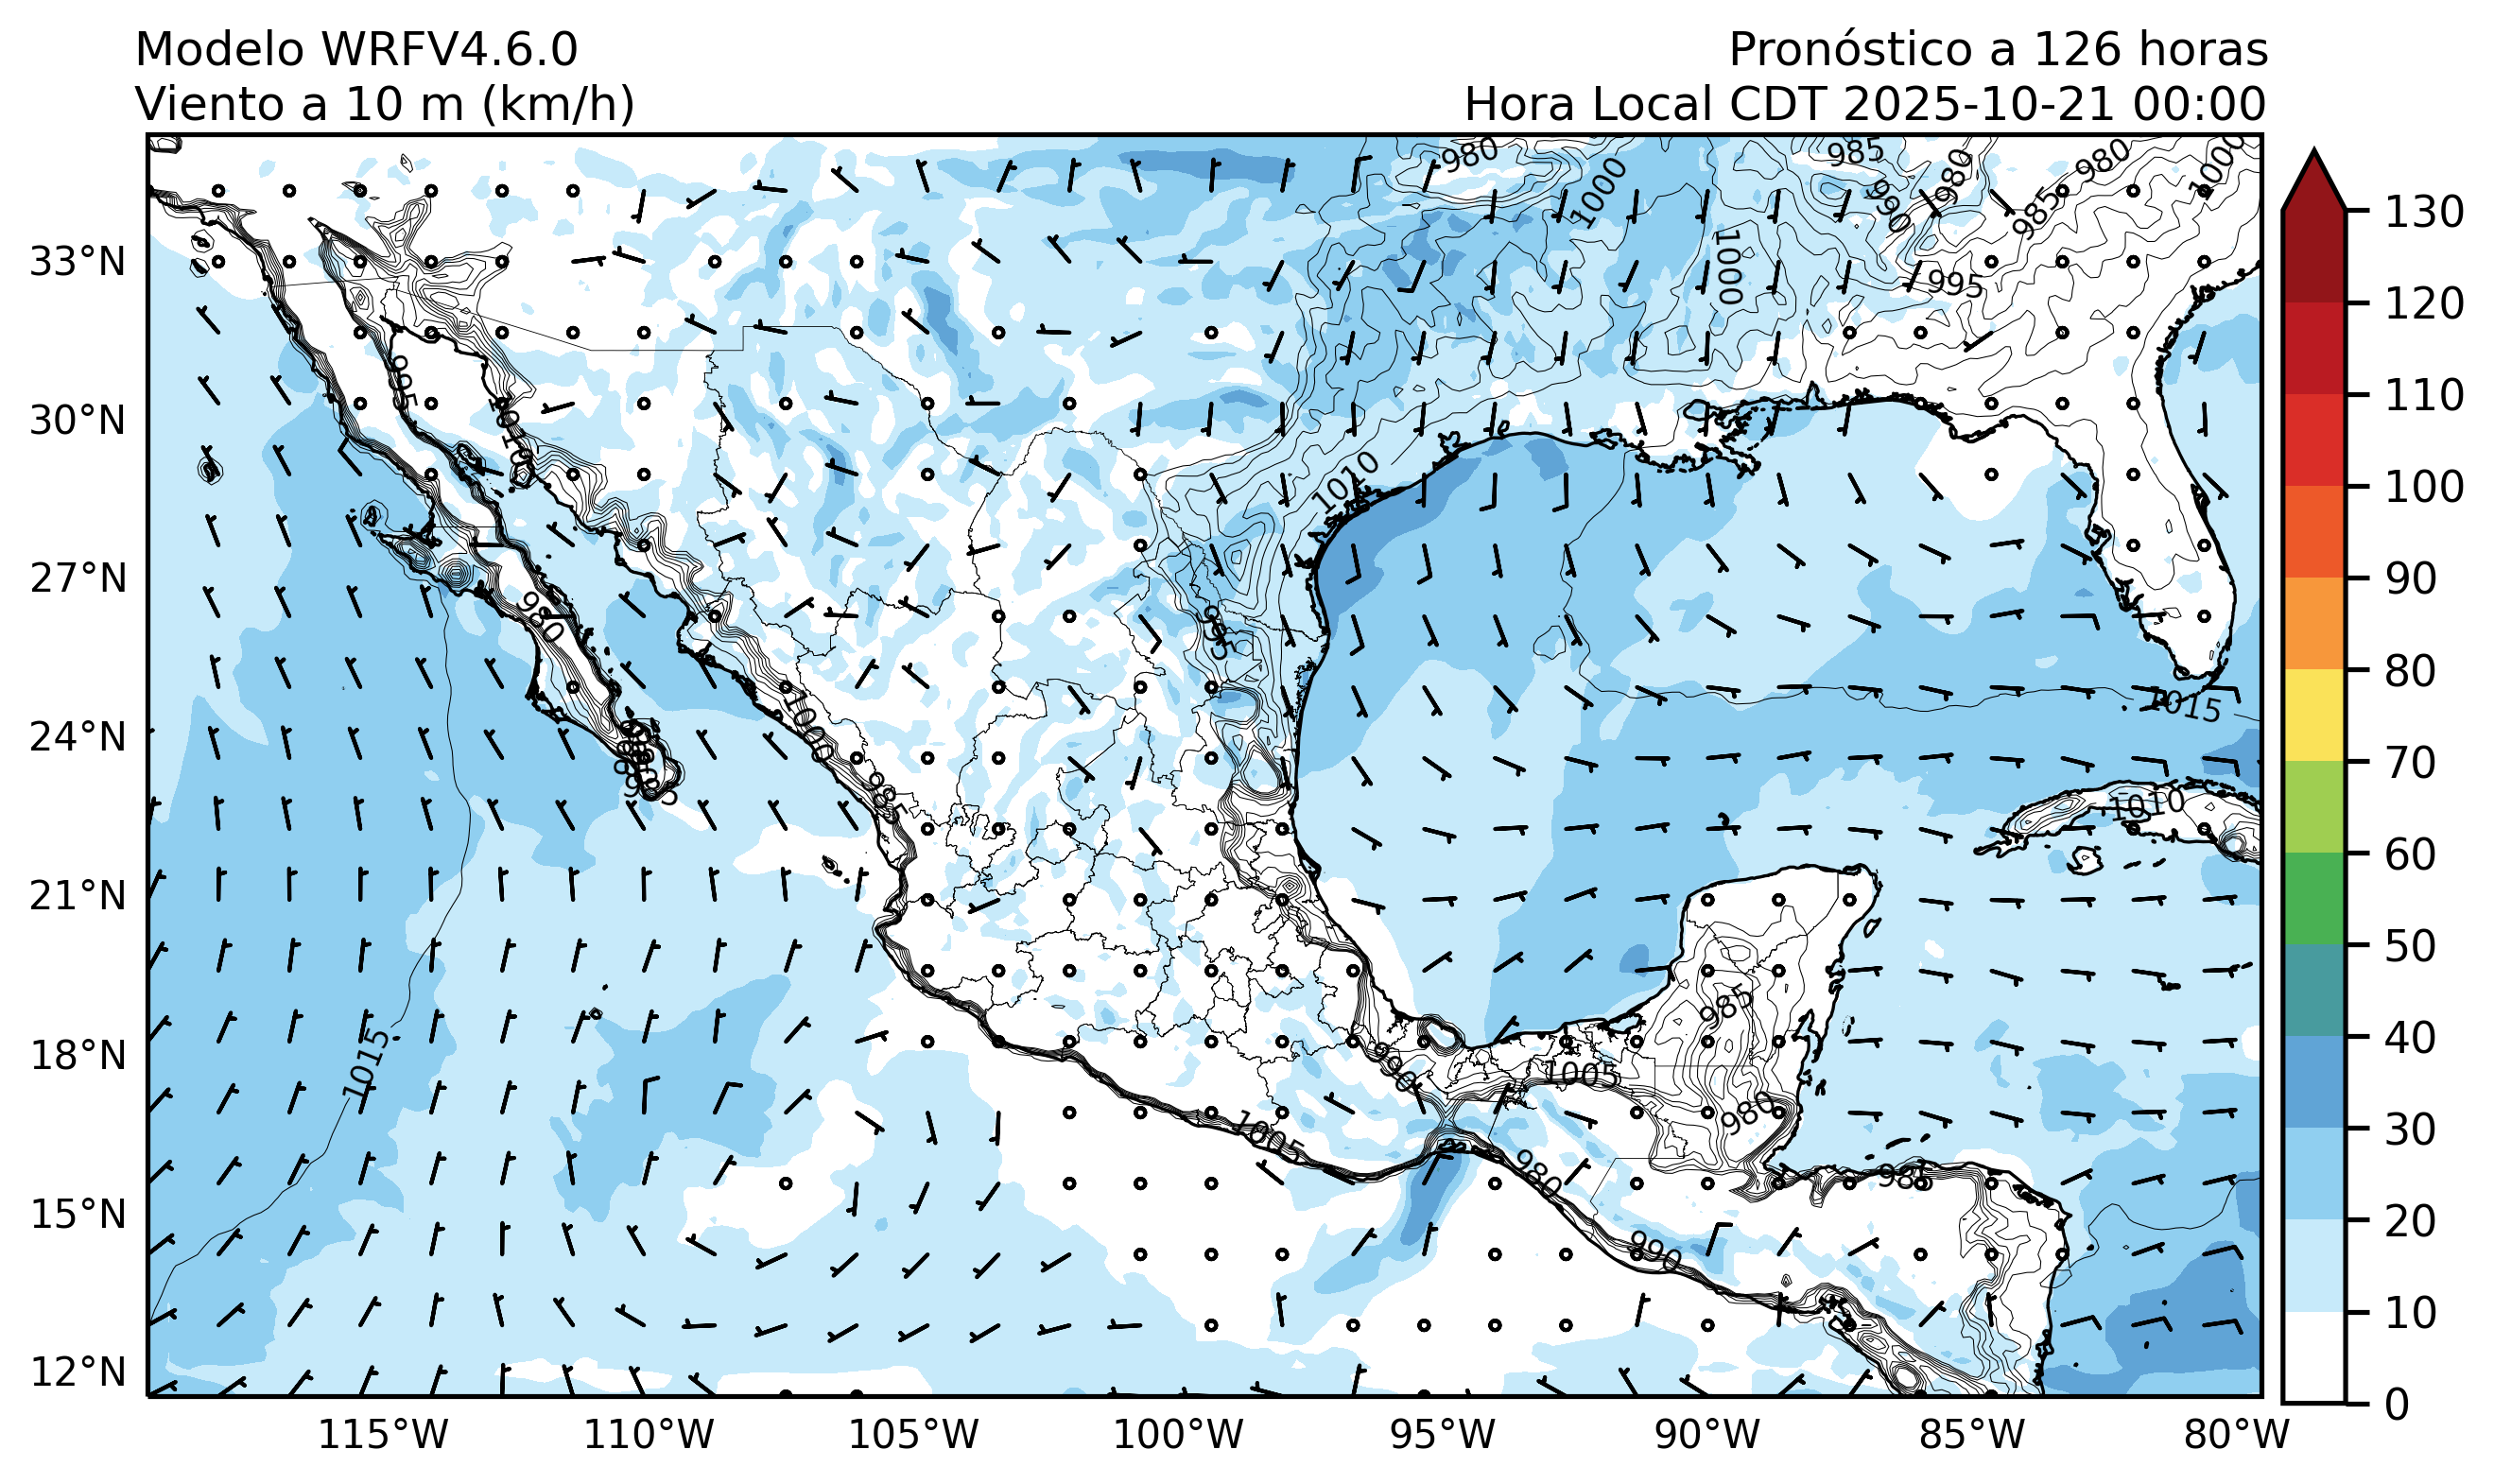 Modelo WRFV4.6.0
Pronóstico a 126 horas
Viento a 10 m (km/h)
Hora Local CDT 2025-10-21 00:00
980
985
980
980
1000
1000
990
985
1000
995
33°N
995
1010
30°N
1010
27°N
980
995
1015
24°N
1000
985
995
1010
21°N
985
18°N
1015
990
1005
980
1005
980
985
15°N
990
12°N
115°W
110°W
105°W
100°W
95°W
90°W
85°W
80°W
130
120
110
100
90
80
70
60
50
40
30
20
10
0